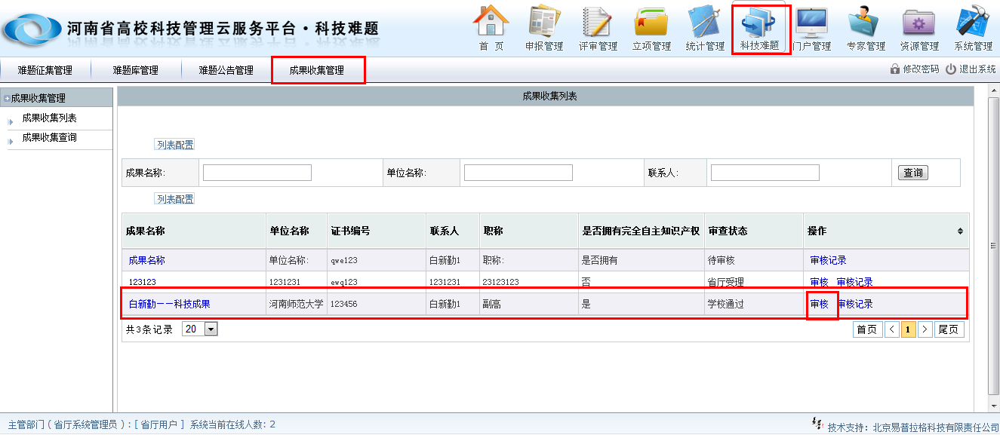 河南省高校科技管理云服务平台·科技难题
首 页 申报管理 评审管理 立项管理 统计管理 科技难题 门户管理 专家管理 资源管理 系统管理
难题征集管理 难题库管理 难题公告管理 成果收集管理 修改密码 退出系统
成果收集管理
成果收集列表
成果收集查询
成果收集列表
列表配置
成果名称: 单位名称: 联系人: 查询
列表配置
成果名称 单位名称 证书编号 联系人 职称 是否拥有完全自主知识产权 审查状态 操作
成果名称 单位名称: qwe123 白新勤1 职称: 是否拥有 待审核 审核记录
123123 1231231 ewq123 1231231 23123123 否 省厅受理 审核 审核记录
白新勤——科技成果 河南师范大学 123456 白新勤1 副高 是 学校通过 审核 审核记录
共3条记录 20 首页 < 1 > 尾页
主管部门（省厅系统管理员）:［省厅用户］ 系统当前在线人数: 2 技术支持: 北京易普拉格科技有限责任公司